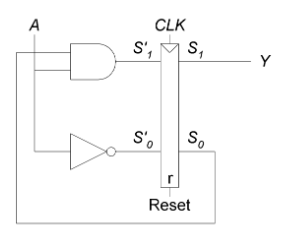 A CLK
S'1 S1 Y
S'0 S0
r
Reset